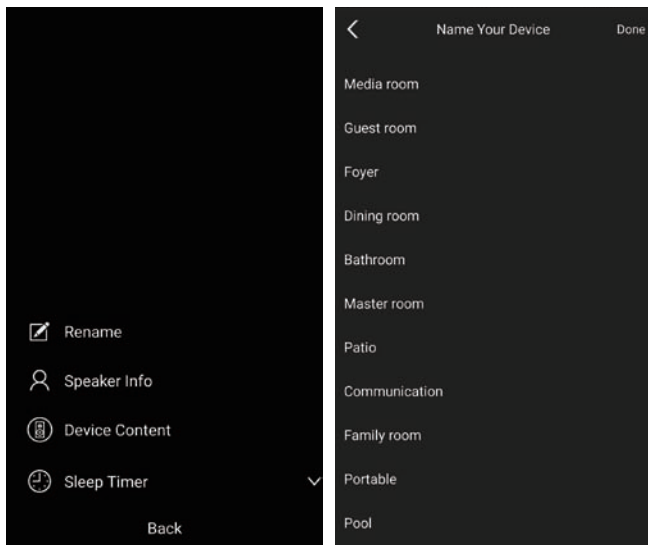 Rename
Speaker Info
Device Content
Sleep Timer
Back
Name Your Device Done
Media room
Guest room
Foyer
Dining room
Bathroom
Master room
Patio
Communication
Family room
Portable
Pool